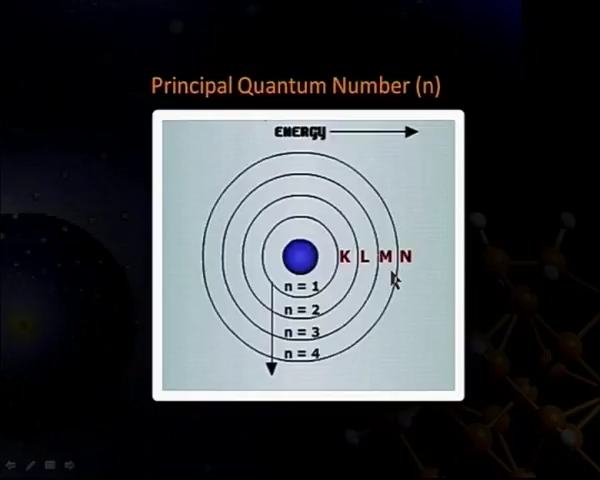 Principal Quantum Number (n)
ENERGY
K L M N
n = 1
n = 2
n = 3
n = 4